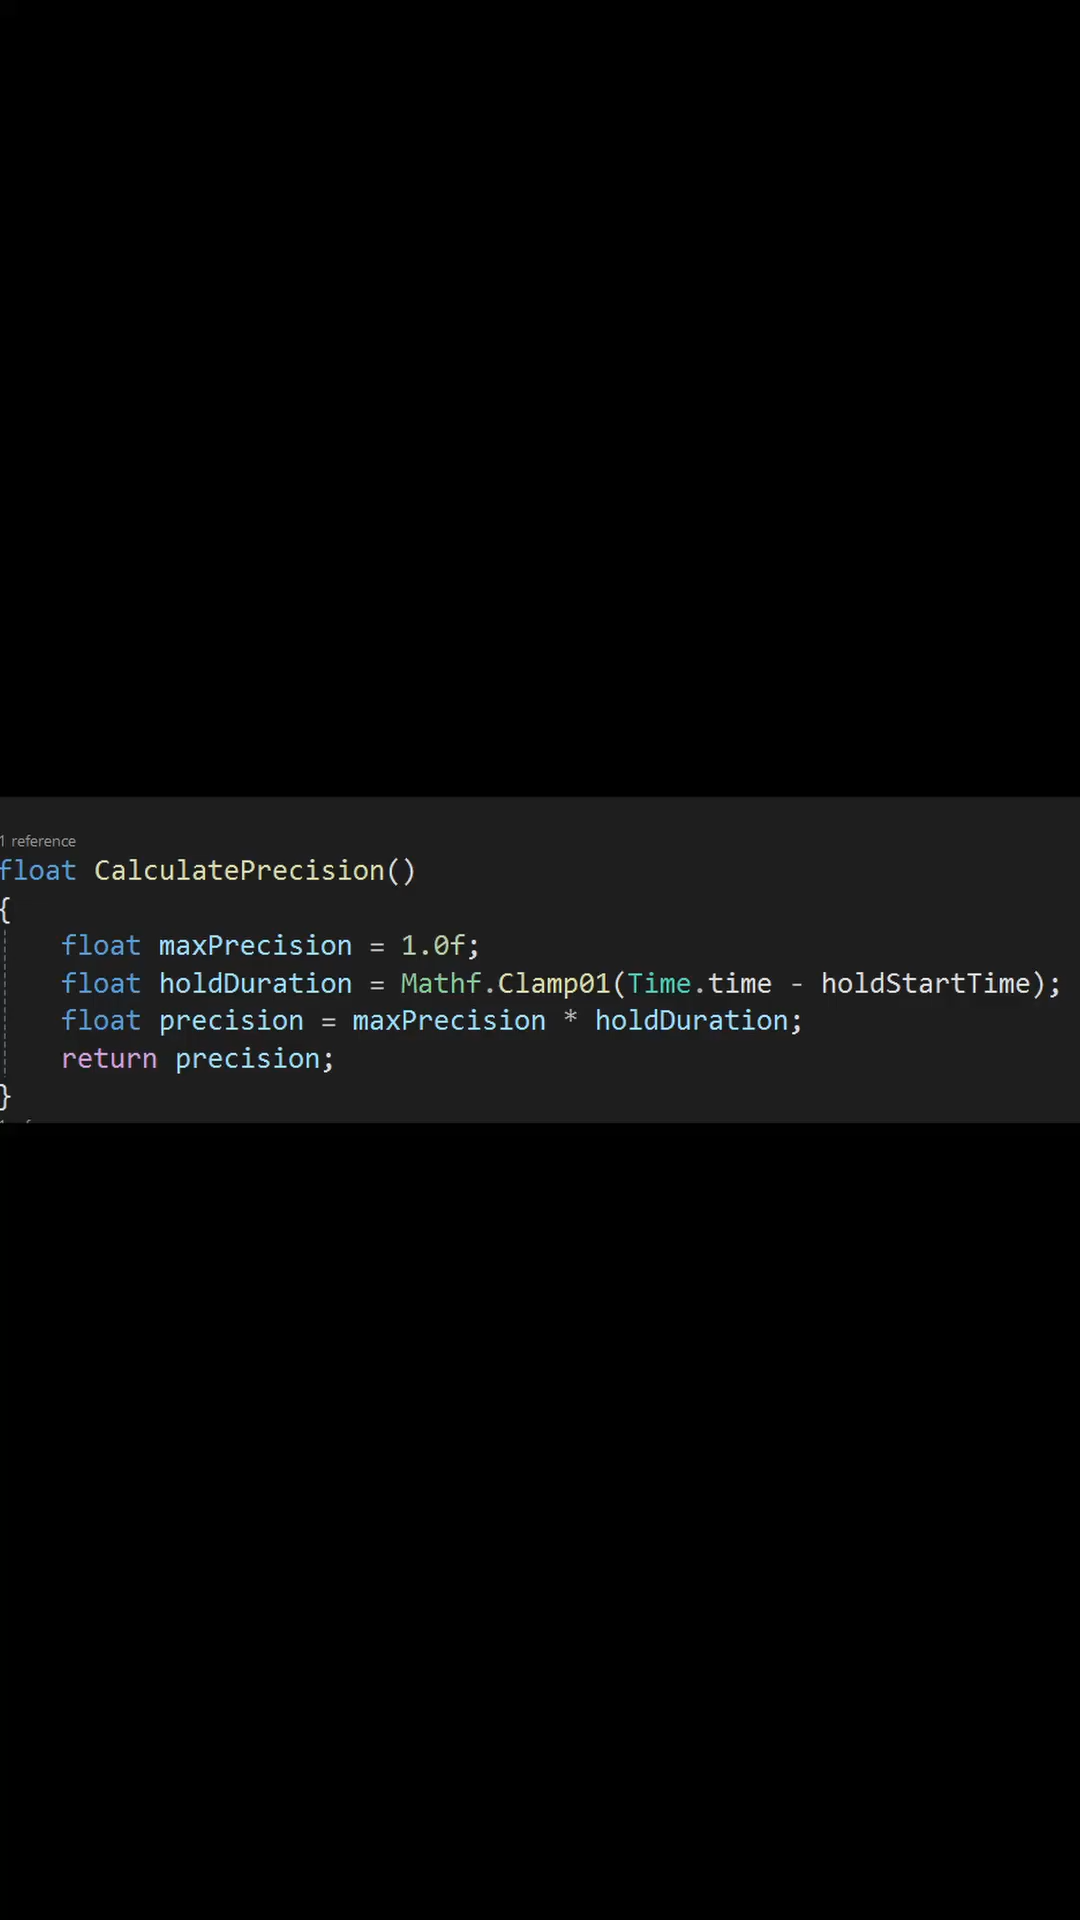 1 reference
float CalculatePrecision()
{
float maxPrecision = 1.0f;
float holdDuration = Mathf.Clamp01(Time.time - holdStartTime);
float precision = maxPrecision * holdDuration;
return precision;
}